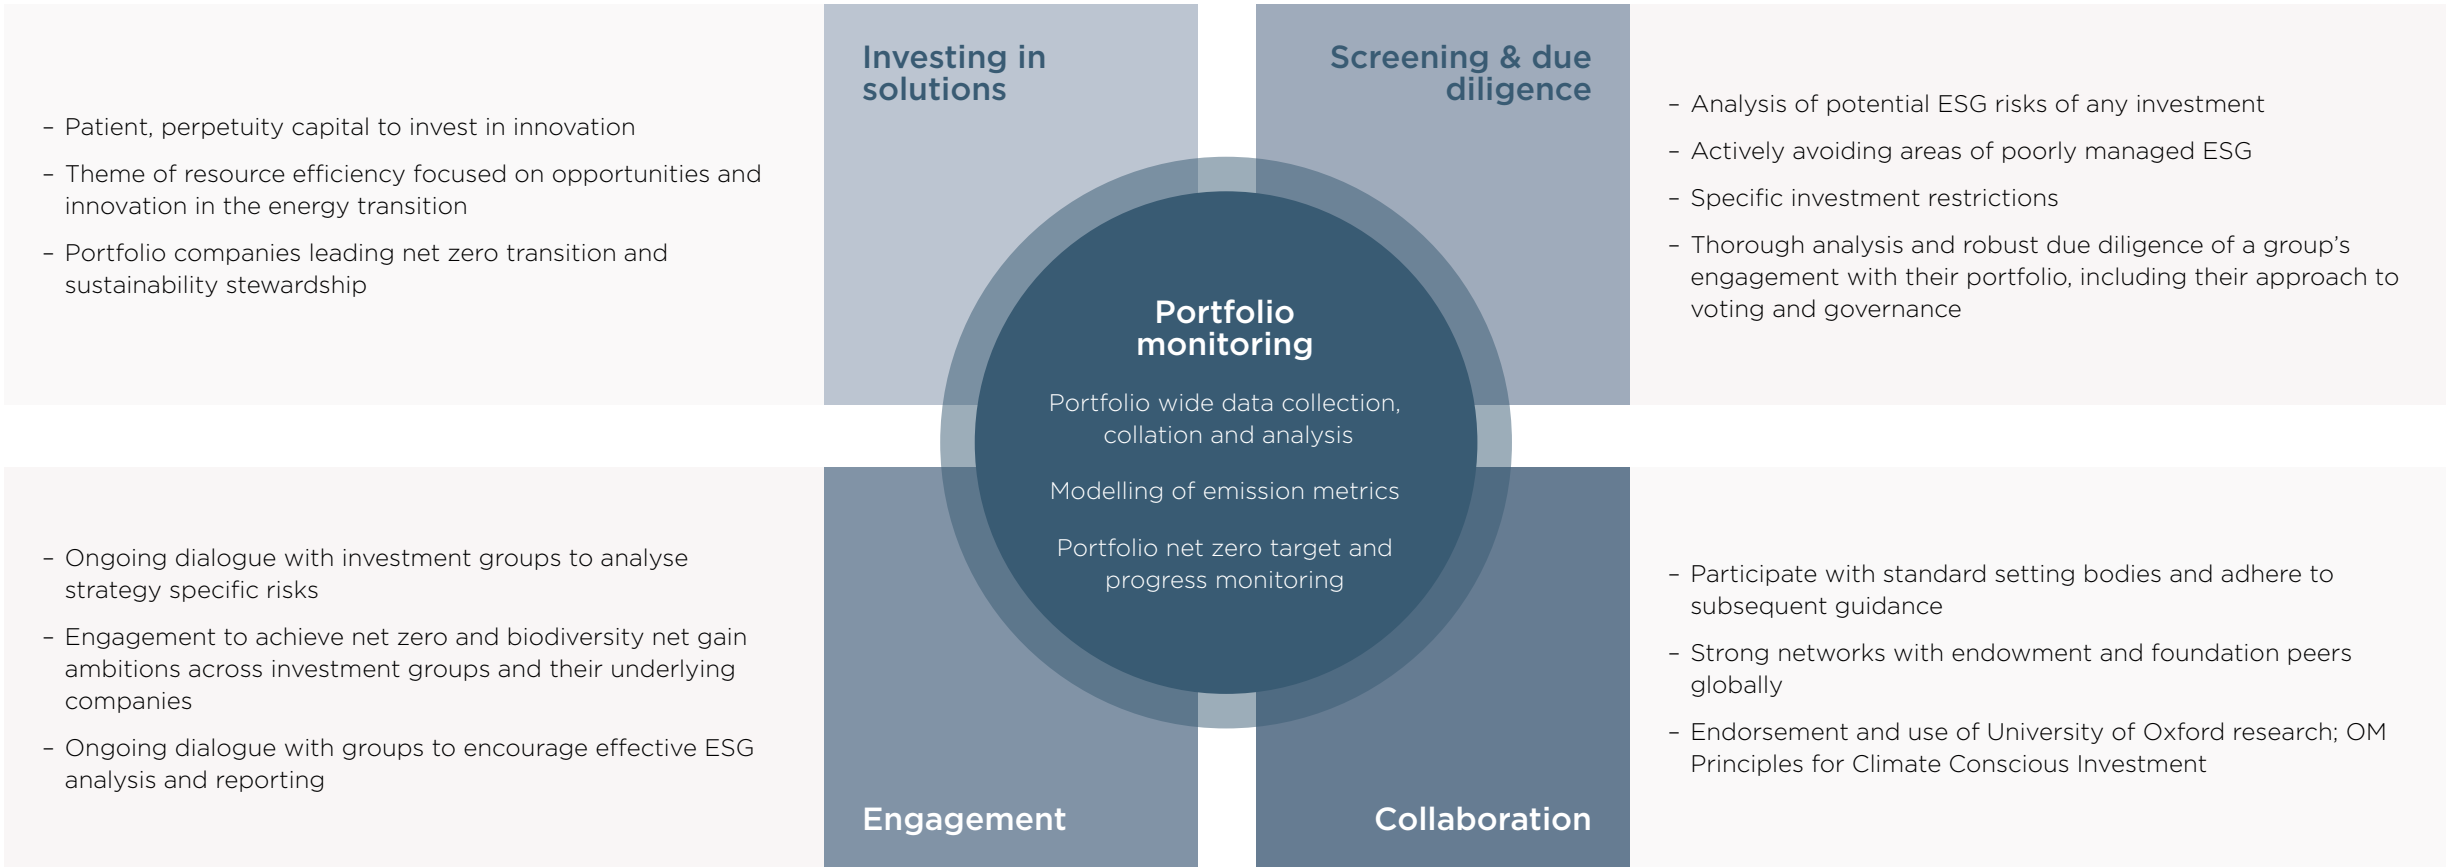 Investing in
solutions
– Patient, perpetuity capital to invest in innovation
– Theme of resource efficiency focused on opportunities and
innovation in the energy transition
– Portfolio companies leading net zero transition and
sustainability stewardship
Screening & due
diligence
– Analysis of potential ESG risks of any investment
– Actively avoiding areas of poorly managed ESG
– Specific investment restrictions
– Thorough analysis and robust due diligence of a group’s
engagement with their portfolio, including their approach to
voting and governance
Portfolio
monitoring
Portfolio wide data collection,
collation and analysis
Modelling of emission metrics
Portfolio net zero target and
progress monitoring
– Ongoing dialogue with investment groups to analyse
strategy specific risks
– Engagement to achieve net zero and biodiversity net gain
ambitions across investment groups and their underlying
companies
– Ongoing dialogue with groups to encourage effective ESG
analysis and reporting
Engagement
– Participate with standard setting bodies and adhere to
subsequent guidance
– Strong networks with endowment and foundation peers
globally
– Endorsement and use of University of Oxford research; OM
Principles for Climate Conscious Investment
Collaboration